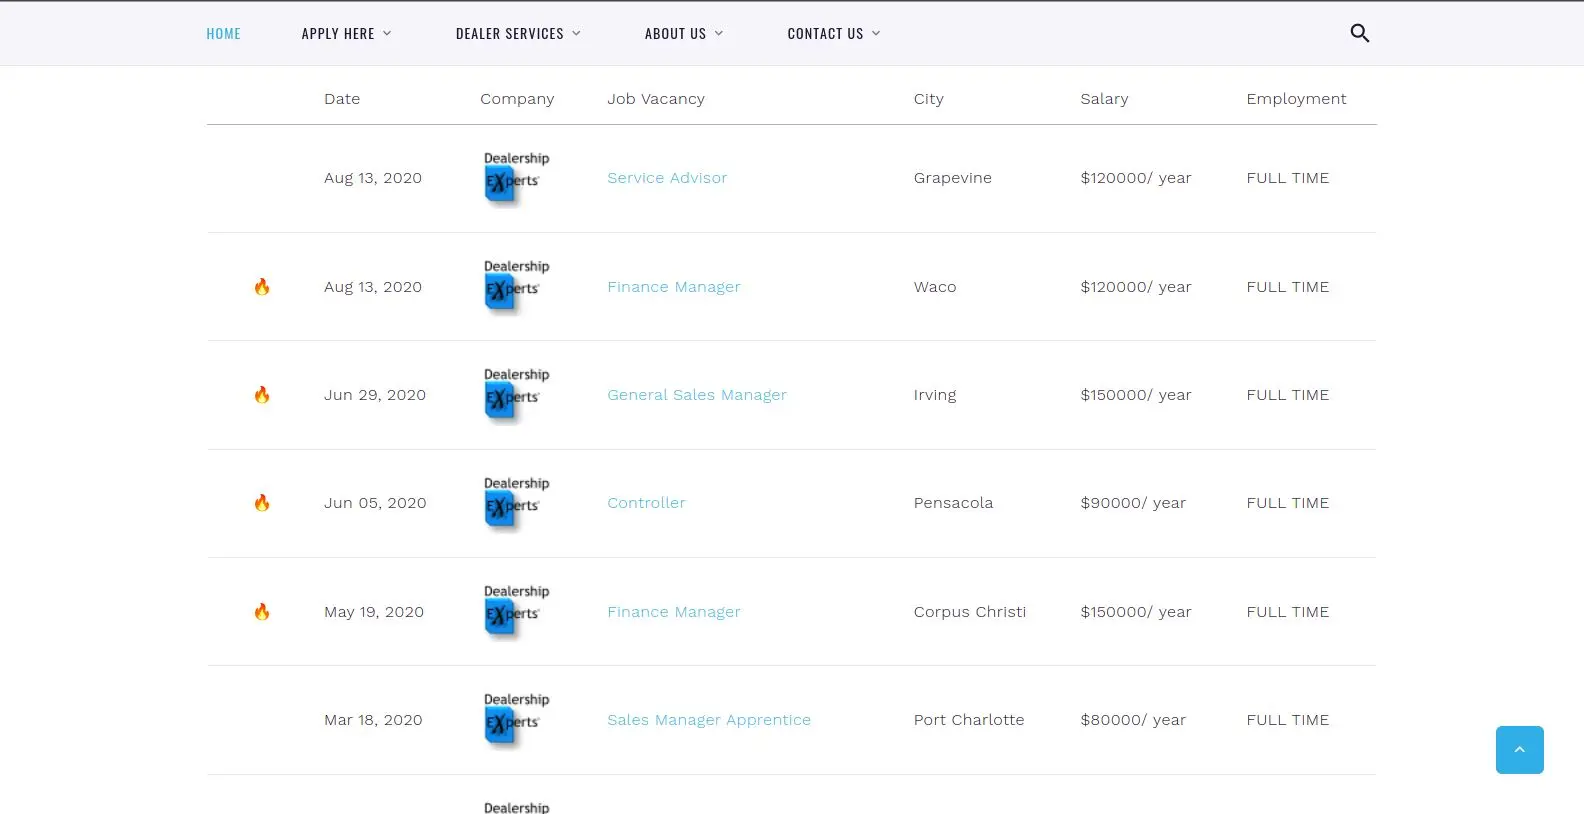 HOME APPLY HERE DEALER SERVICES ABOUT US CONTACT US
Date Company Job Vacancy City Salary Employment
Dealership
EXperts
Aug 13, 2020 Service Advisor Grapevine $120000/ year FULL TIME
Dealership
EXperts
🔥 Aug 13, 2020 Finance Manager Waco $120000/ year FULL TIME
Dealership
EXperts
🔥 Jun 29, 2020 General Sales Manager Irving $150000/ year FULL TIME
Dealership
EXperts
🔥 Jun 05, 2020 Controller Pensacola $90000/ year FULL TIME
Dealership
EXperts
🔥 May 19, 2020 Finance Manager Corpus Christi $150000/ year FULL TIME
Dealership
EXperts
Mar 18, 2020 Sales Manager Apprentice Port Charlotte $80000/ year FULL TIME
Dealership